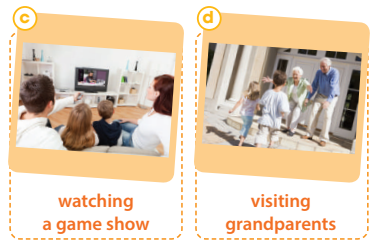 c
watching
a game show
d
visiting
grandparents